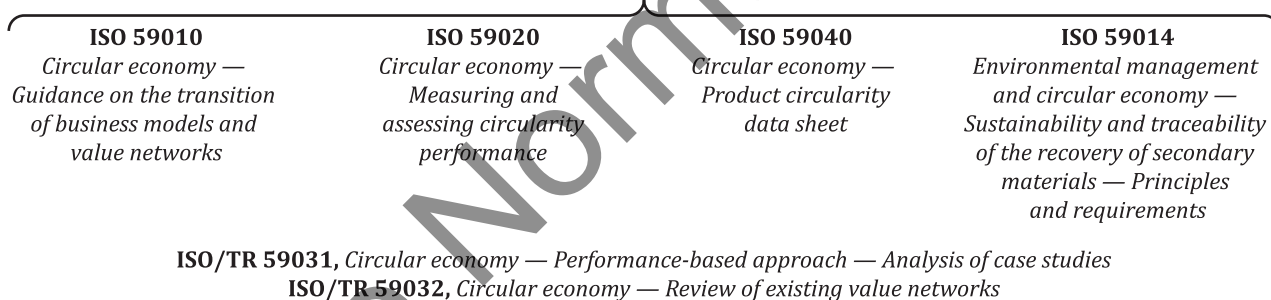 ISO 59010
Circular economy —
Guidance on the transition
of business models and
value networks
ISO 59020
Circular economy —
Measuring and
assessing circularity
performance
ISO 59040
Circular economy —
Product circularity
data sheet
ISO 59014
Environmental management
and circular economy —
Sustainability and traceability
of the recovery of secondary
materials — Principles
and requirements
ISO/TR 59031, Circular economy — Performance-based approach — Analysis of case studies
ISO/TR 59032, Circular economy — Review of existing value networks
Norm